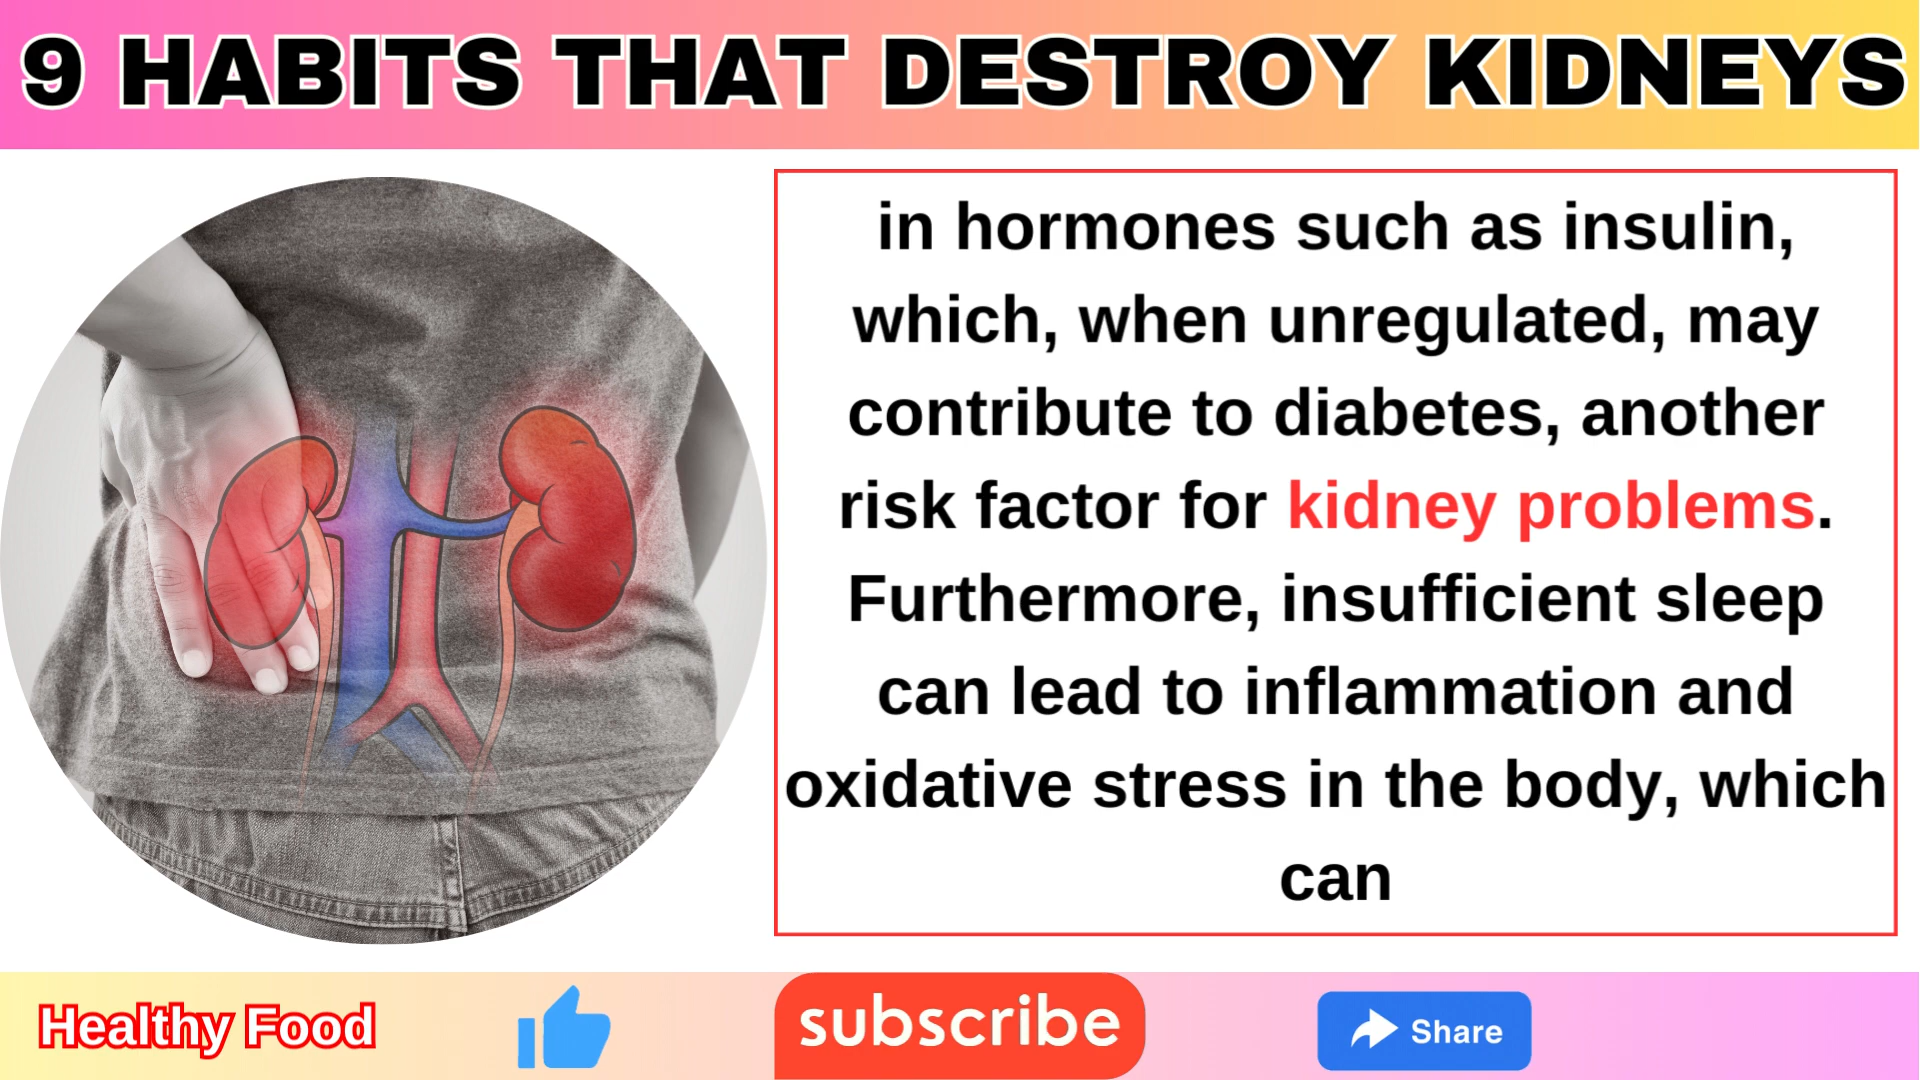 9 HABITS THAT DESTROY KIDNEYS
in hormones such as insulin,
which, when unregulated, may
contribute to diabetes, another
risk factor for kidney problems.
Furthermore, insufficient sleep
can lead to inflammation and
oxidative stress in the body, which
can
Healthy Food
subscribe
Share